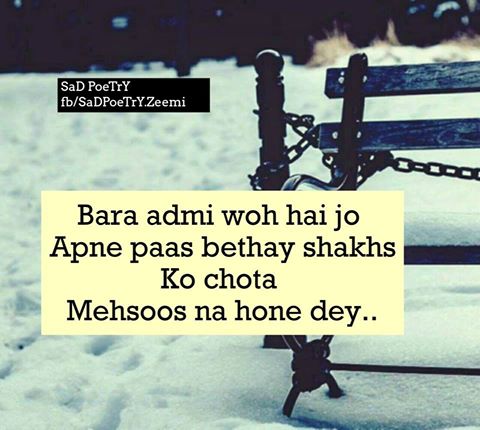 SaD PoeTrY
fb/SaDPoeTrY.Zeemi
Bara admi woh hai jo
Apne paas bethay shakhs
Ko chota
Mehsoos na hone dey..